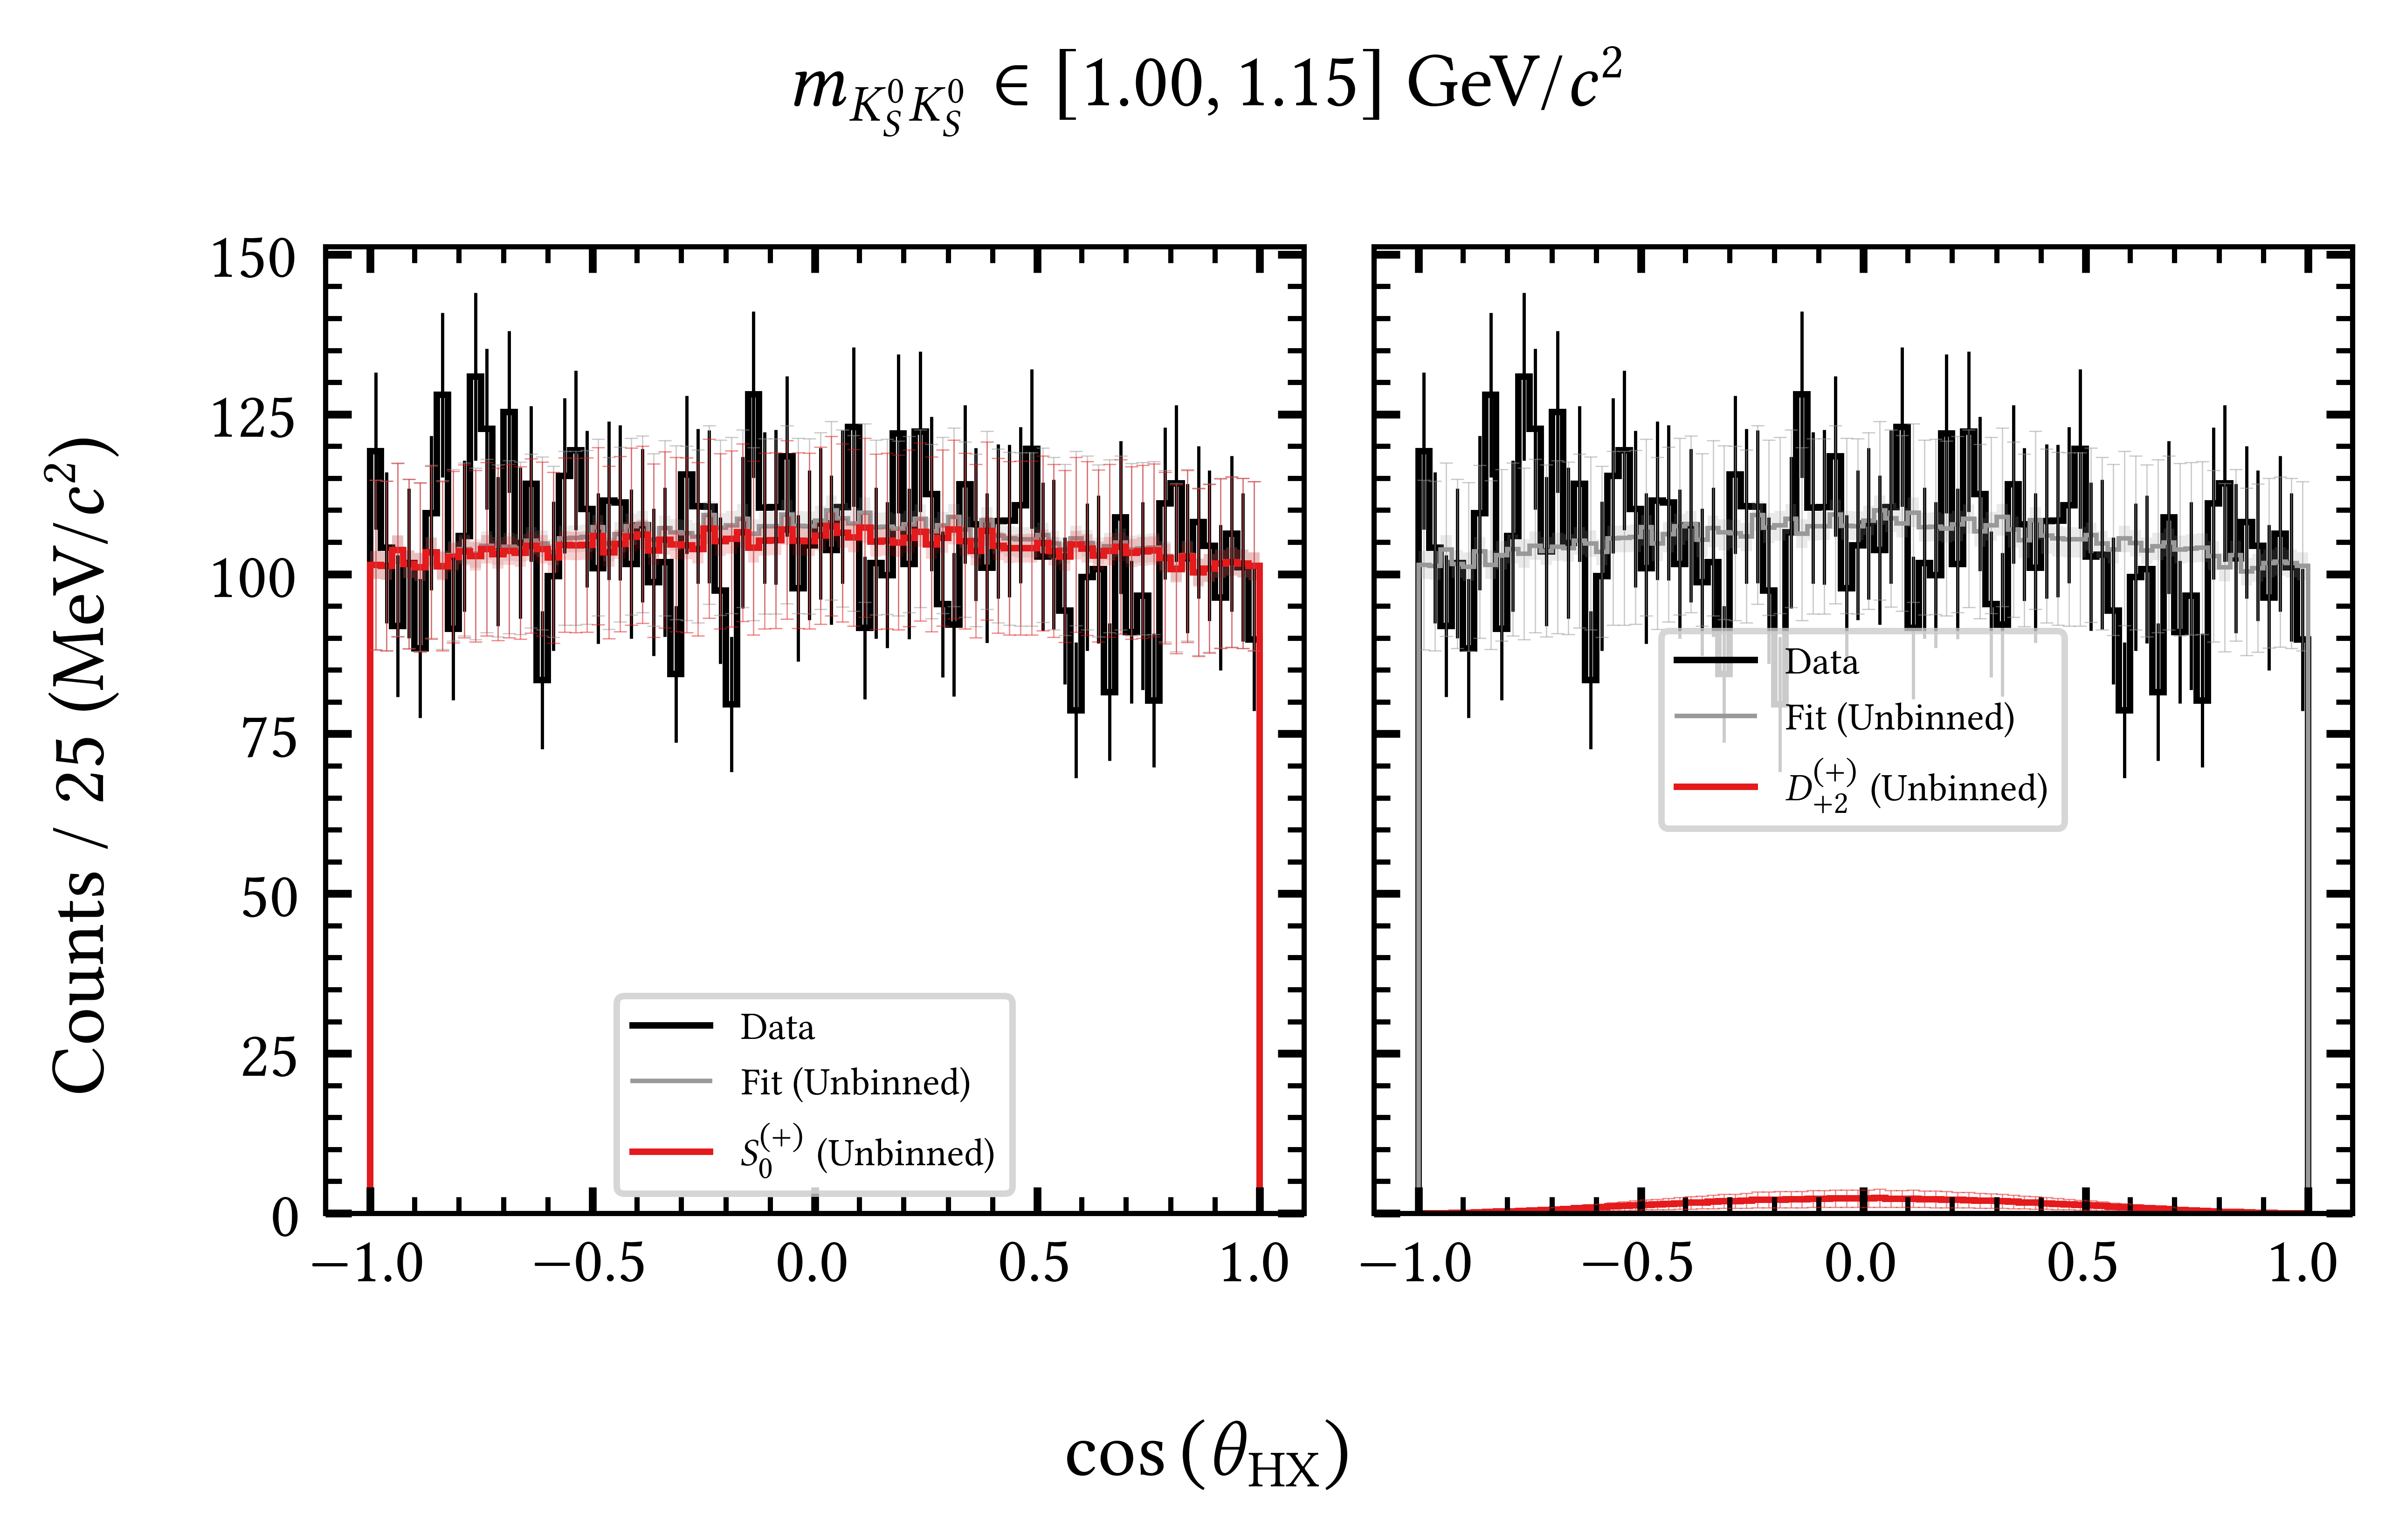 m_{K_S^0 K_S^0} ∈ [1.00, 1.15] GeV/c²
Counts / 25 (MeV/c²)
150
125
100
75
50
25
0
Data
Fit (Unbinned)
S_0^{(+)} (Unbinned)
Data
Fit (Unbinned)
D_{+2}^{(+)} (Unbinned)
−1.0 −0.5 0.0 0.5 1.0
−1.0 −0.5 0.0 0.5 1.0
cos (θ_{HX})